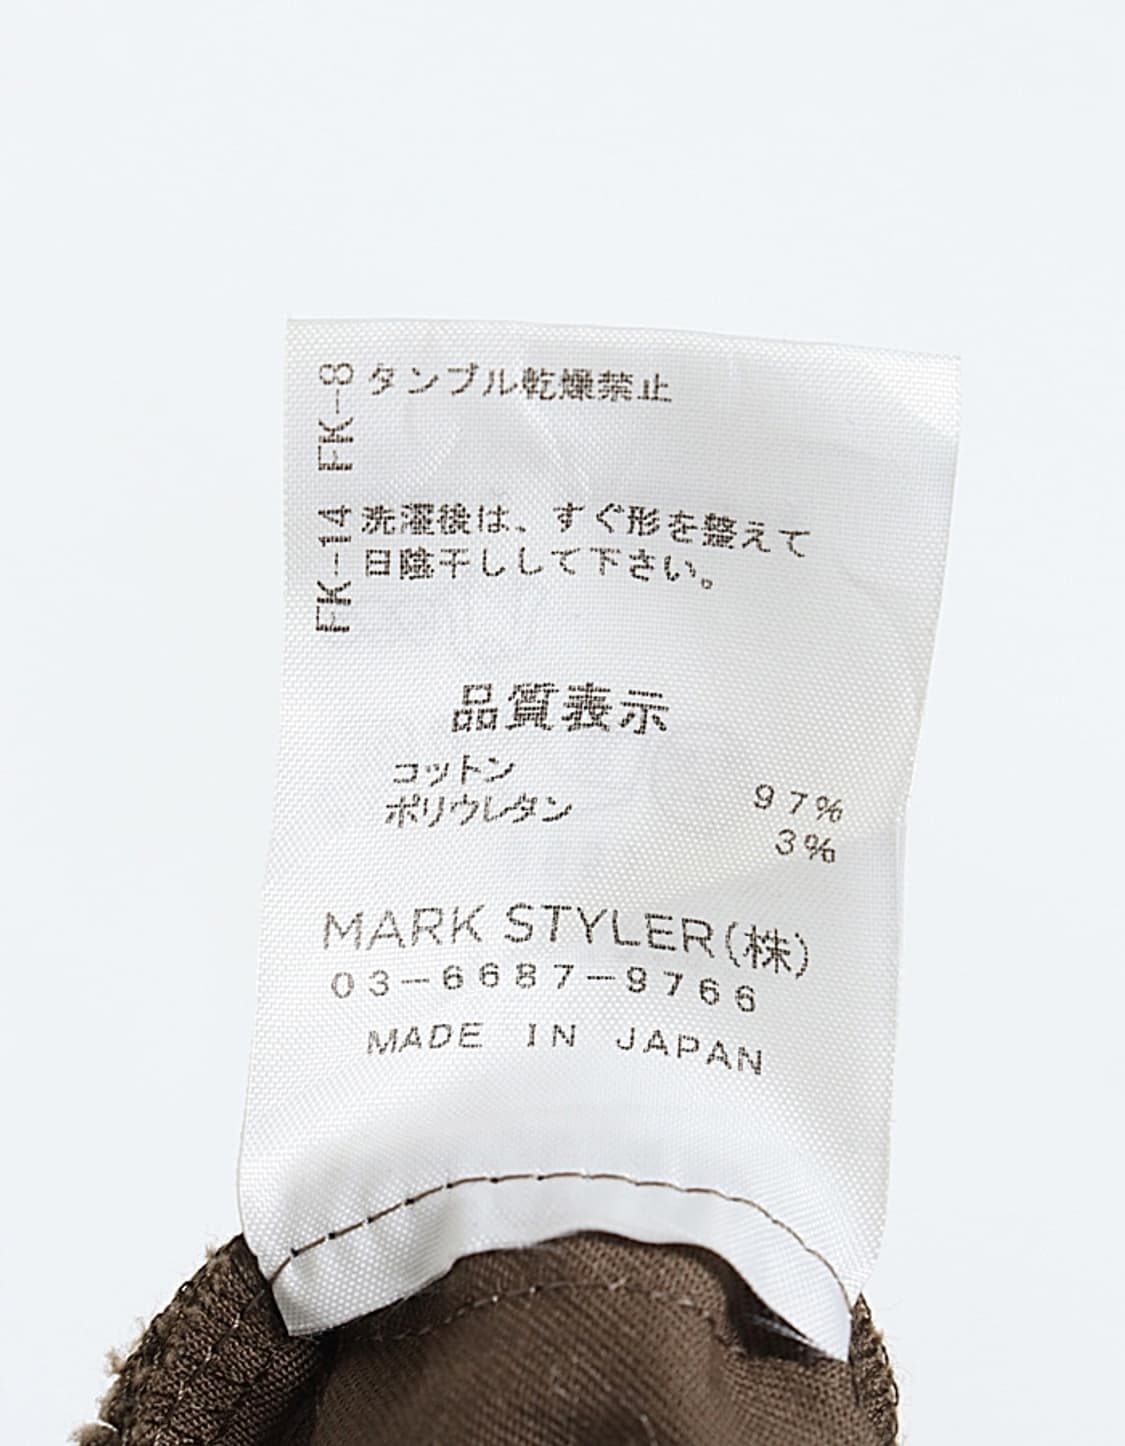 FK-8 タンブル乾燥禁止
FK-14 洗濯後は、すぐ形を整えて
日陰干しして下さい。
品質表示
コットン 97%
ポリウレタン 3%
MARK STYLER(株)
03-6687-9766
MADE IN JAPAN